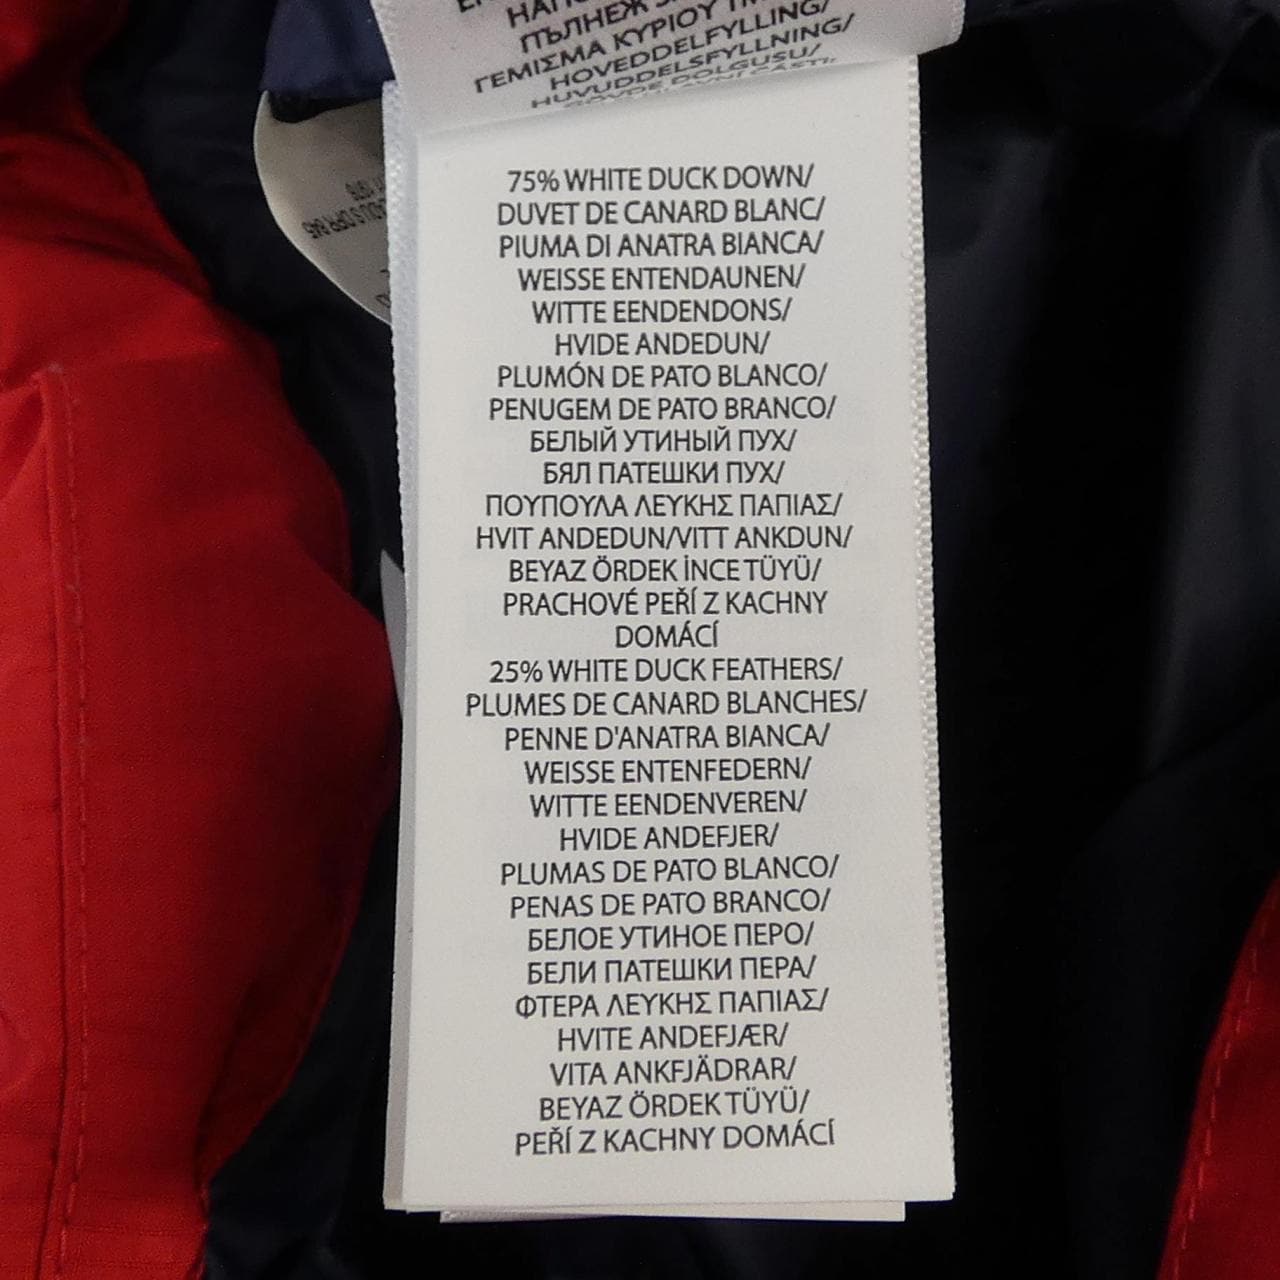 ΓΕΜΙΣΜΑ ΚΥΡΙΟΥ
HOVEDDELFYLLING/
HUVUDDELSFYLLNING/
75% WHITE DUCK DOWN/
DUVET DE CANARD BLANC/
PIUMA DI ANATRA BIANCA/
WEISSE ENTENDAUNEN/
WITTE EENDENDONS/
HVIDE ANDEDUN/
PLUMÓN DE PATO BLANCO/
PENUGEM DE PATO BRANCO/
БЕЛЫЙ УТИНЫЙ ПУХ/
БЯЛ ПАТЕШКИ ПУХ/
ΠΟΥΠΟΥΛΑ ΛΕΥΚΗΣ ΠΑΠΙΑΣ/
HVIT ANDEDUN/VITT ANKDUN/
BEYAZ ÖRDEK İNCE TÜYÜ/
PRACHOVÉ PEŘÍ Z KACHNY
DOMÁCÍ
25% WHITE DUCK FEATHERS/
PLUMES DE CANARD BLANCHES/
PENNE D'ANATRA BIANCA/
WEISSE ENTENFEDERN/
WITTE EENDENVEREN/
HVIDE ANDEFJER/
PLUMAS DE PATO BLANCO/
PENAS DE PATO BRANCO/
БЕЛОЕ УТИНОЕ ПЕРО/
БЕЛИ ПАТЕШКИ ПЕРА/
ΦΤΕΡΑ ΛΕΥΚΗΣ ΠΑΠΙΑΣ/
HVITE ANDEFJÆR/
VITA ANKFJÄDRAR/
BEYAZ ÖRDEK TÜYÜ/
PEŘÍ Z KACHNY DOMÁCÍ